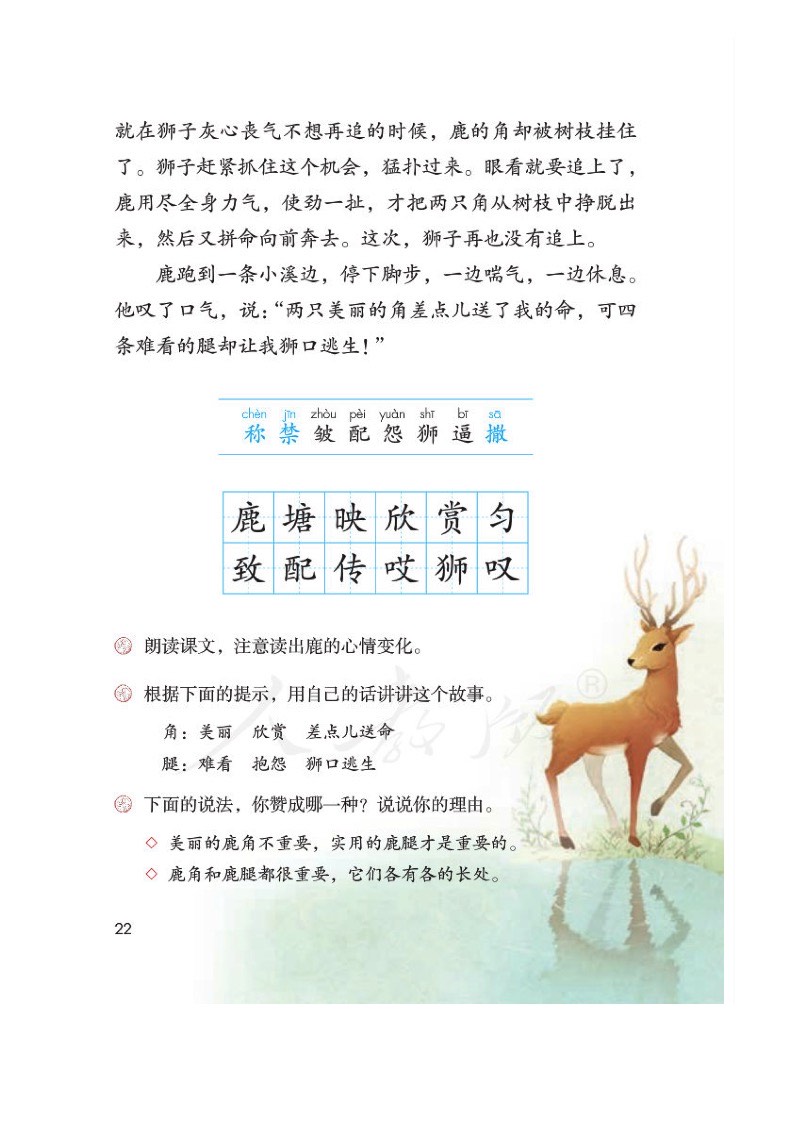 就在狮子灰心丧气不想再追的时候，鹿的角却被树枝挂住
了。狮子赶紧抓住这个机会，猛扑过来。眼看就要追上了，
鹿用尽全身力气，使劲一扯，才把两只角从树枝中挣脱出
来，然后又拼命向前奔去。这次，狮子再也没有追上。
鹿跑到一条小溪边，停下脚步，一边喘气，一边休息。
他叹了口气，说：“两只美丽的角差点儿送了我的命，可四
条难看的腿却让我狮口逃生！”
chèn jīn zhòu pèi yuàn shī bī sā
称 禁 皱 配 怨 狮 逼 撒
鹿 塘 映 欣 赏 匀
致 配 传 哎 狮 叹
朗读课文，注意读出鹿的心情变化。
根据下面的提示，用自己的话讲讲这个故事。
角：美丽 欣赏 差点儿送命
腿：难看 抱怨 狮口逃生
下面的说法，你赞成哪一种？说说你的理由。
◇ 美丽的鹿角不重要，实用的鹿腿才是重要的。
◇ 鹿角和鹿腿都很重要，它们各有各的长处。
人教版®
22